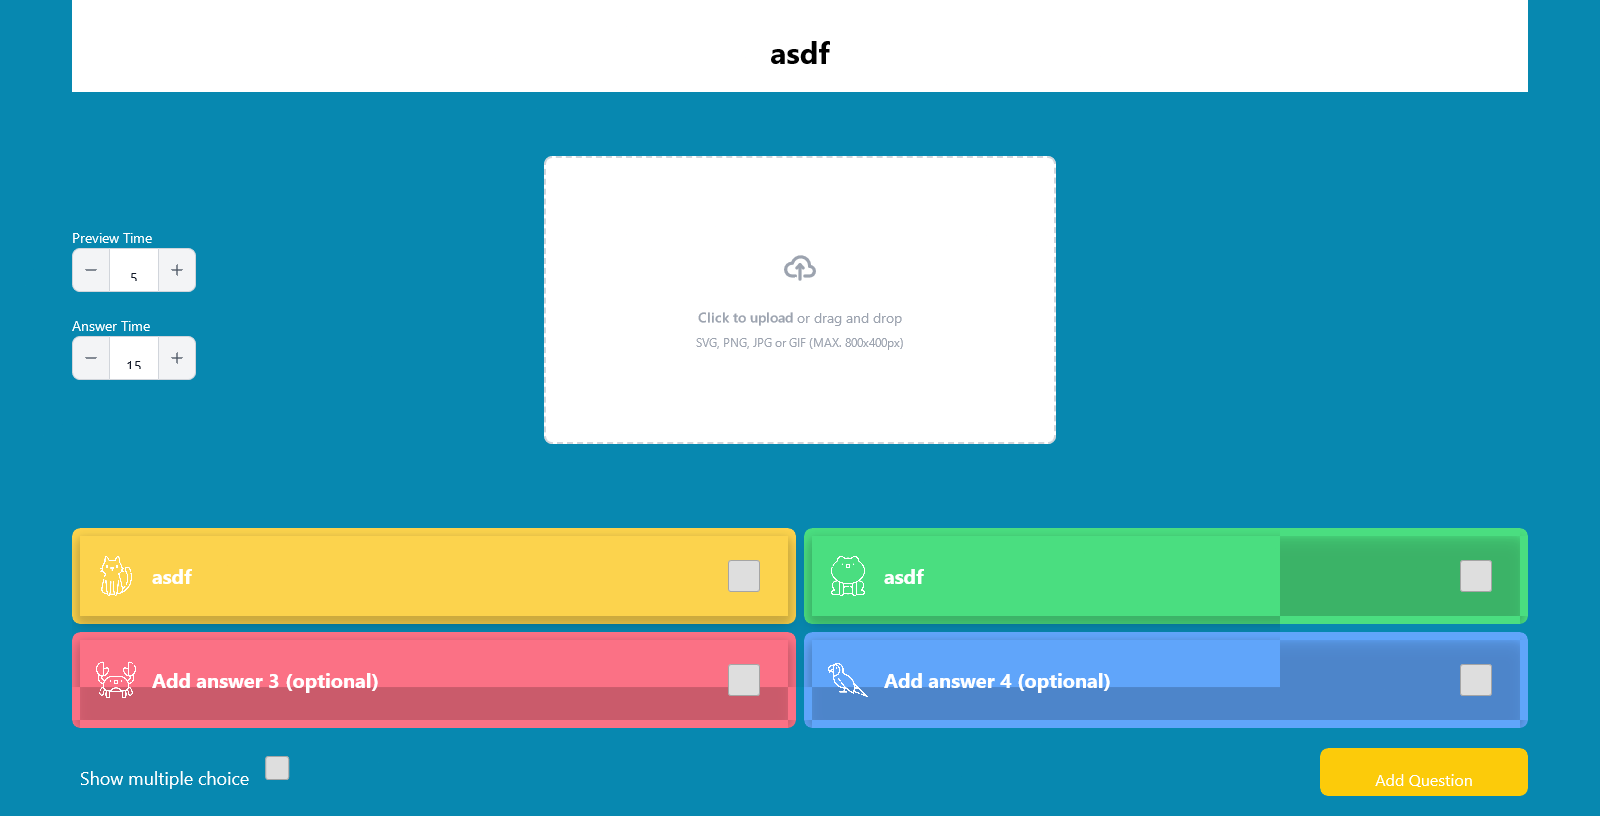 asdf
Preview Time
5
Answer Time
15
Click to upload or drag and drop
SVG, PNG, JPG or GIF (MAX. 800x400px)
asdf
asdf
Add answer 3 (optional)
Add answer 4 (optional)
Show multiple choice
Add Question